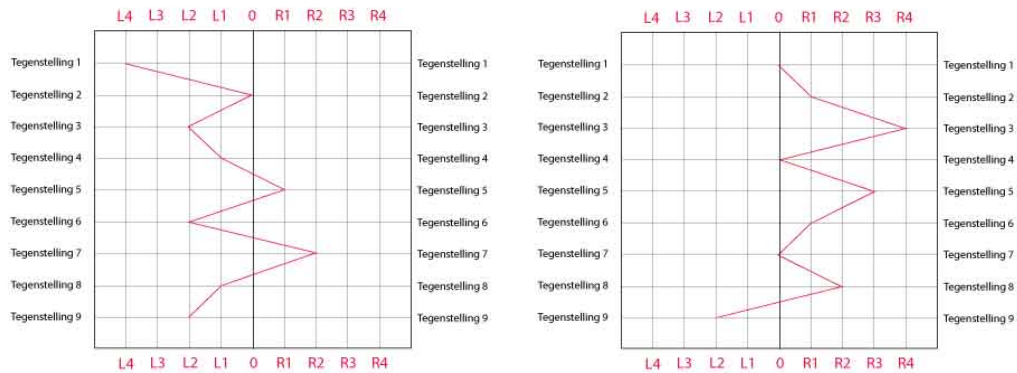 L4 L3 L2 L1 0 R1 R2 R3 R4
Tegenstelling 1 Tegenstelling 1
Tegenstelling 2 Tegenstelling 2
Tegenstelling 3 Tegenstelling 3
Tegenstelling 4 Tegenstelling 4
Tegenstelling 5 Tegenstelling 5
Tegenstelling 6 Tegenstelling 6
Tegenstelling 7 Tegenstelling 7
Tegenstelling 8 Tegenstelling 8
Tegenstelling 9 Tegenstelling 9
L4 L3 L2 L1 0 R1 R2 R3 R4
L4 L3 L2 L1 0 R1 R2 R3 R4
Tegenstelling 1 Tegenstelling 1
Tegenstelling 2 Tegenstelling 2
Tegenstelling 3 Tegenstelling 3
Tegenstelling 4 Tegenstelling 4
Tegenstelling 5 Tegenstelling 5
Tegenstelling 6 Tegenstelling 6
Tegenstelling 7 Tegenstelling 7
Tegenstelling 8 Tegenstelling 8
Tegenstelling 9 Tegenstelling 9
L4 L3 L2 L1 0 R1 R2 R3 R4